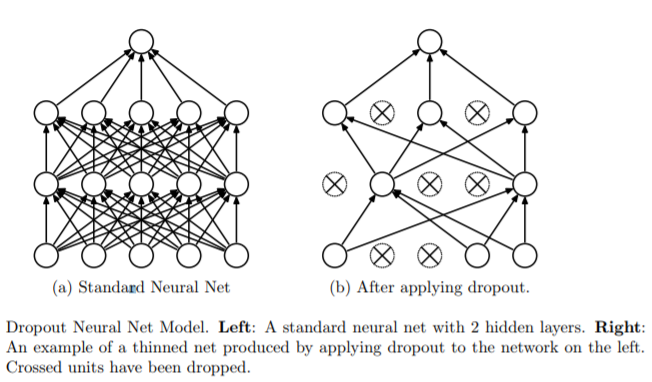 (a) Standard Neural Net
(b) After applying dropout.
Dropout Neural Net Model. Left: A standard neural net with 2 hidden layers. Right:
An example of a thinned net produced by applying dropout to the network on the left.
Crossed units have been dropped.